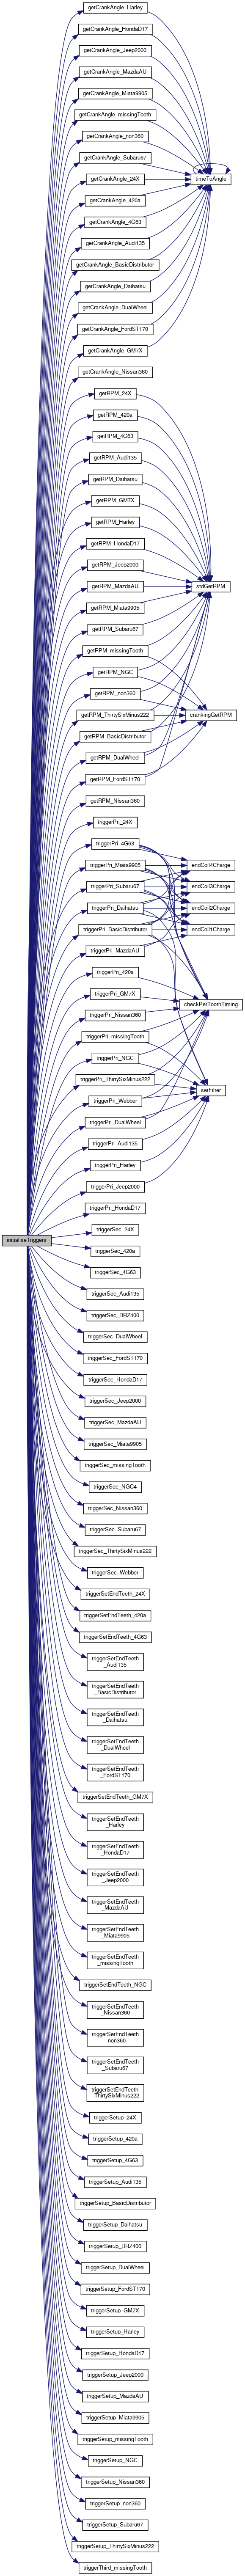 getCrankAngle_Harley
getCrankAngle_HondaD17
getCrankAngle_Jeep2000
getCrankAngle_MazdaAU
getCrankAngle_Miata9905
getCrankAngle_missingTooth
getCrankAngle_non360
getCrankAngle_Subaru67
getCrankAngle_24X
timeToAngle
getCrankAngle_420a
getCrankAngle_4G63
getCrankAngle_Audi135
getCrankAngle_BasicDistributor
getCrankAngle_Daihatsu
getCrankAngle_DualWheel
getCrankAngle_FordST170
getCrankAngle_GM7X
getCrankAngle_Nissan360
getRPM_24X
getRPM_420a
getRPM_4G63
getRPM_Audi135
getRPM_Daihatsu
getRPM_GM7X
getRPM_Harley
getRPM_HondaD17
getRPM_Jeep2000
getRPM_MazdaAU
stdGetRPM
getRPM_Miata9905
getRPM_Subaru67
getRPM_missingTooth
getRPM_NGC
getRPM_non360
getRPM_ThirtySixMinus222
crankingGetRPM
getRPM_BasicDistributor
getRPM_DualWheel
getRPM_FordST170
getRPM_Nissan360
triggerPri_24X
triggerPri_4G63
triggerPri_Miata9905
endCoil4Charge
triggerPri_Subaru67
endCoil3Charge
triggerPri_Daihatsu
endCoil2Charge
triggerPri_BasicDistributor
endCoil1Charge
triggerPri_MazdaAU
triggerPri_420a
triggerPri_GM7X
checkPerToothTiming
triggerPri_Nissan360
triggerPri_missingTooth
triggerPri_NGC
triggerPri_ThirtySixMinus222
setFilter
triggerPri_Webber
triggerPri_DualWheel
triggerPri_Audi135
triggerPri_Harley
triggerPri_Jeep2000
triggerPri_HondaD17
triggerSec_24X
initialiseTriggers
triggerSec_420a
triggerSec_4G63
triggerSec_Audi135
triggerSec_DRZ400
triggerSec_DualWheel
triggerSec_FordST170
triggerSec_HondaD17
triggerSec_Jeep2000
triggerSec_MazdaAU
triggerSec_Miata9905
triggerSec_missingTooth
triggerSec_NGC4
triggerSec_Nissan360
triggerSec_Subaru67
triggerSec_ThirtySixMinus222
triggerSec_Webber
triggerSetEndTeeth_24X
triggerSetEndTeeth_420a
triggerSetEndTeeth_4G63
triggerSetEndTeeth
_Audi135
triggerSetEndTeeth
_BasicDistributor
triggerSetEndTeeth
_Daihatsu
triggerSetEndTeeth
_DualWheel
triggerSetEndTeeth
_FordST170
triggerSetEndTeeth_GM7X
triggerSetEndTeeth
_Harley
triggerSetEndTeeth
_HondaD17
triggerSetEndTeeth
_Jeep2000
triggerSetEndTeeth
_MazdaAU
triggerSetEndTeeth
_Miata9905
triggerSetEndTeeth
_missingTooth
triggerSetEndTeeth_NGC
triggerSetEndTeeth
_Nissan360
triggerSetEndTeeth
_non360
triggerSetEndTeeth
_Subaru67
triggerSetEndTeeth
_ThirtySixMinus222
triggerSetup_24X
triggerSetup_420a
triggerSetup_4G63
triggerSetup_Audi135
triggerSetup_BasicDistributor
triggerSetup_Daihatsu
triggerSetup_DRZ400
triggerSetup_DualWheel
triggerSetup_FordST170
triggerSetup_GM7X
triggerSetup_Harley
triggerSetup_HondaD17
triggerSetup_Jeep2000
triggerSetup_MazdaAU
triggerSetup_Miata9905
triggerSetup_missingTooth
triggerSetup_NGC
triggerSetup_Nissan360
triggerSetup_non360
triggerSetup_Subaru67
triggerSetup_ThirtySixMinus222
triggerThird_missingTooth